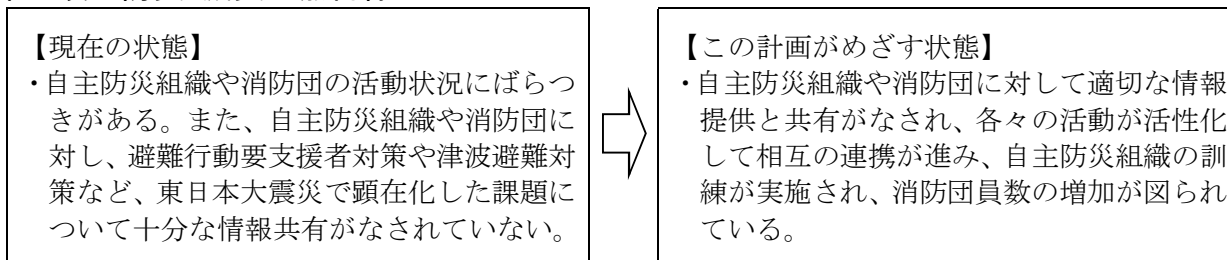 【現在の状態】
・自主防災組織や消防団の活動状況にばらつ
きがある。また、自主防災組織や消防団に
対し、避難行動要支援者対策や津波避難対
策など、東日本大震災で顕在化した課題に
ついて十分な情報共有がなされていない。
【この計画がめざす状態】
・自主防災組織や消防団に対して適切な情報
提供と共有がなされ、各々の活動が活性化
して相互の連携が進み、自主防災組織の訓
練が実施され、消防団員数の増加が図られ
ている。